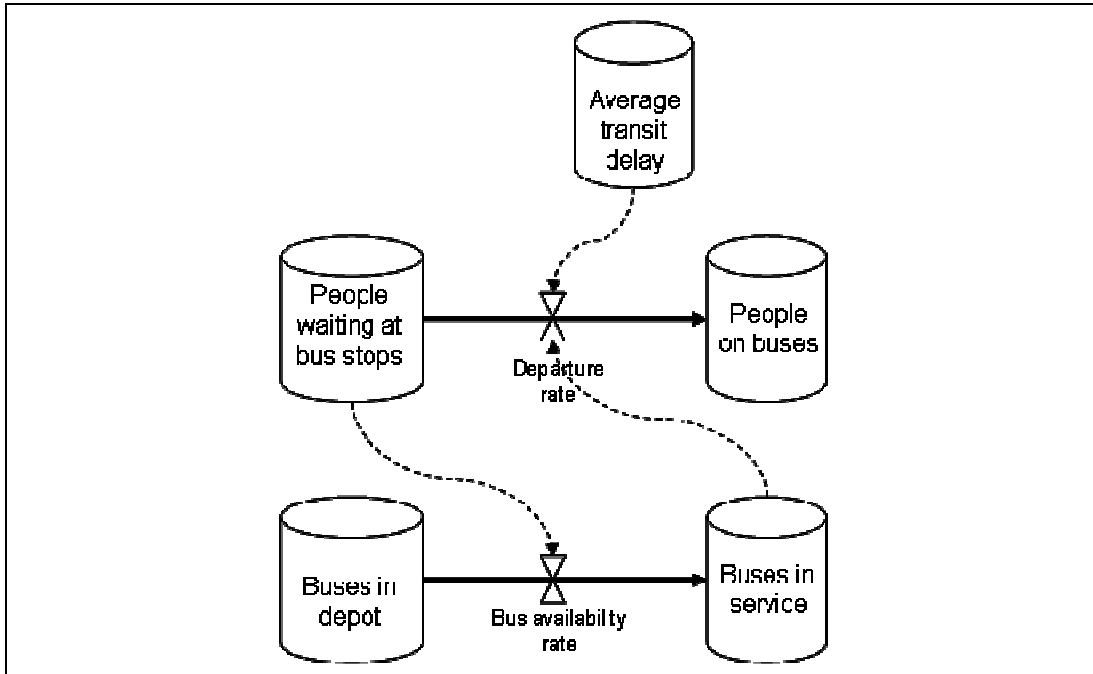 Average
transit
delay
People
waiting at
bus stops
People
on buses
Departure
rate
Buses in
depot
Buses in
service
Bus availabilty
rate